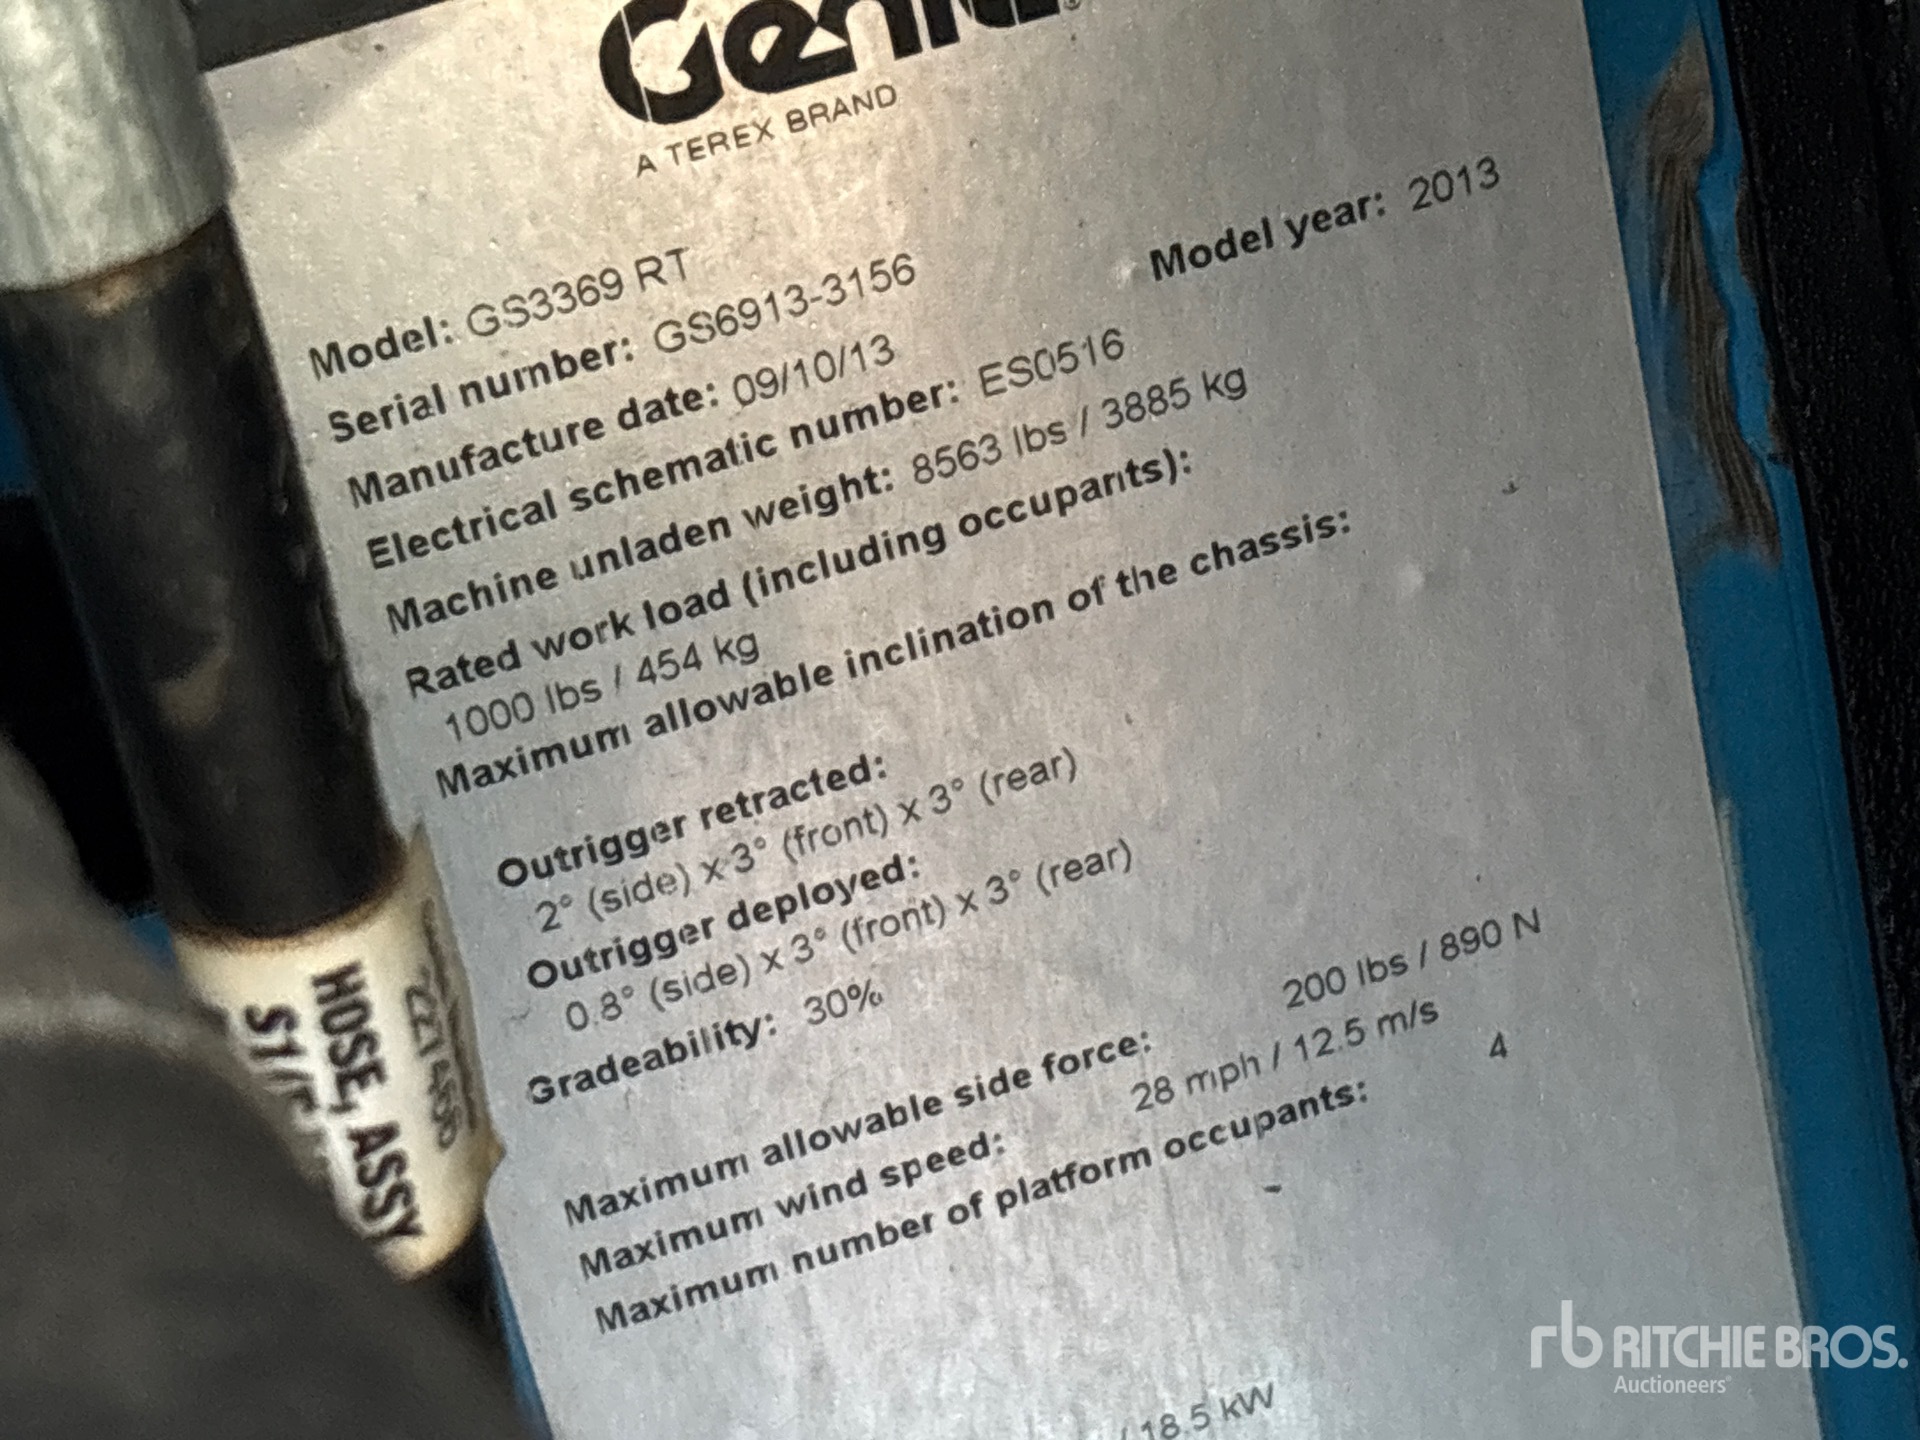 Genie
A TEREX BRAND
Model: GS3369 RT
Model year: 2013
Serial number: GS6913-3156
Manufacture date: 09/10/13
Electrical schematic number: ES0516
Machine unladen weight: 8563 lbs / 3885 kg
Rated work load (including occupants):
1000 lbs / 454 kg
Maximum allowable inclination of the chassis:
Outrigger retracted:
2° (side) x 3° (front) x 3° (rear)
Outrigger deployed:
0.8° (side) x 3° (front) x 3° (rear)
Gradeability: 30%
Maximum allowable side force: 200 lbs / 890 N
Maximum wind speed: 28 mph / 12.5 m/s
Maximum number of platform occupants: 4
/ 18.5 kW
HOSE, ASSY
rb RITCHIE BROS.
Auctioneers